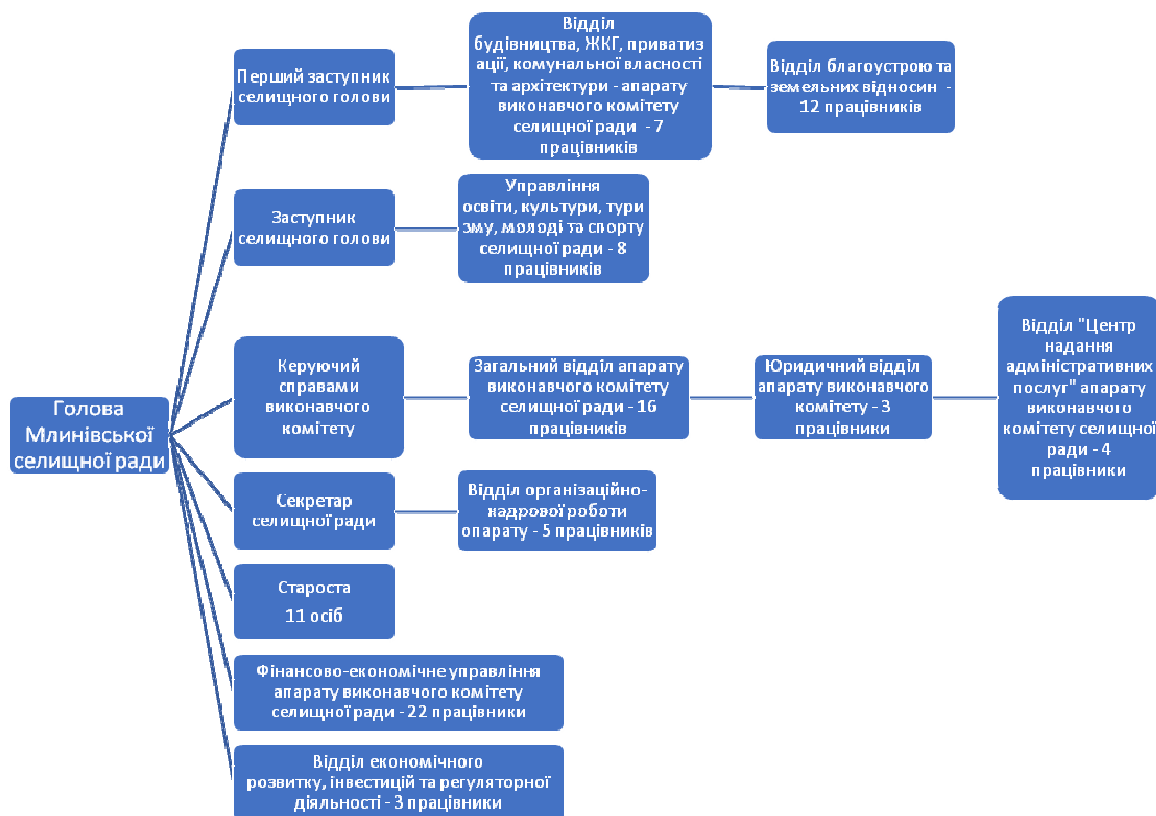 Голова
Млинівської
селищної ради
Перший заступник
селищного голови
Відділ
будівництва, ЖКГ, приватиз
ації, комунальної власності
та архітектури - апарату
виконавчого комітету
селищної ради - 7
працівників
Відділ благоустрою та
земельних відносин -
12 працівників
Заступник
селищного голови
Управління
освіти, культури, тури
зму, молоді та спорту
селищної ради - 8
працівників
Керуючий
справами
виконавчого
комітету
Загальний відділ апарату
виконавчого комітету
селищної ради - 16
працівників
Юридичний відділ
апарату виконавчого
комітету - 3
працівники
Відділ "Центр
надання
адміністративних
послуг" апарату
виконавчого
комітету селищної
ради - 4
працівники
Секретар
селищної ради
Відділ організаційно-
кадрової роботи
опарату - 5 працівників
Староста
11 осіб
Фінансово-економічне управління
апарату виконавчого комітету
селищної ради - 22 працівники
Відділ економічного
розвитку, інвестицій та регуляторної
діяльності - 3 працівники